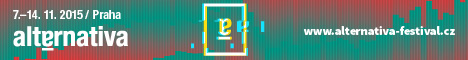 7.–14. 11. 2015 / Praha
alternativa
e
www.alternativa-festival.cz